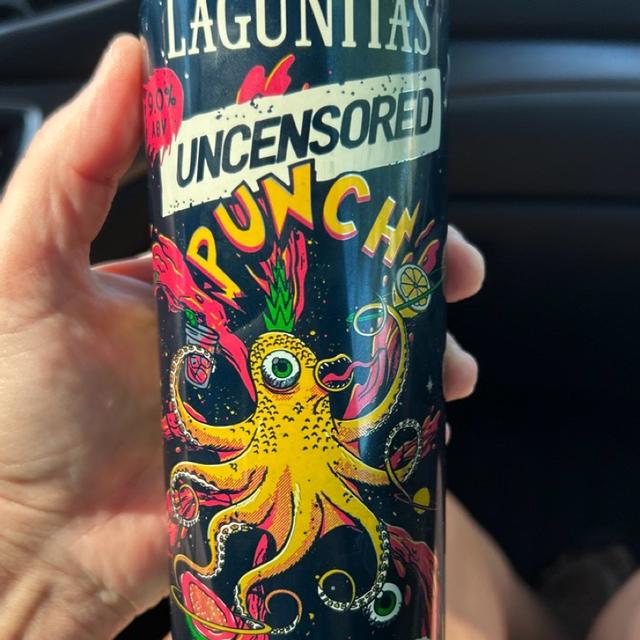 LAGUNITAS
9.0%
ABV
UNCENSORED
PUNCH